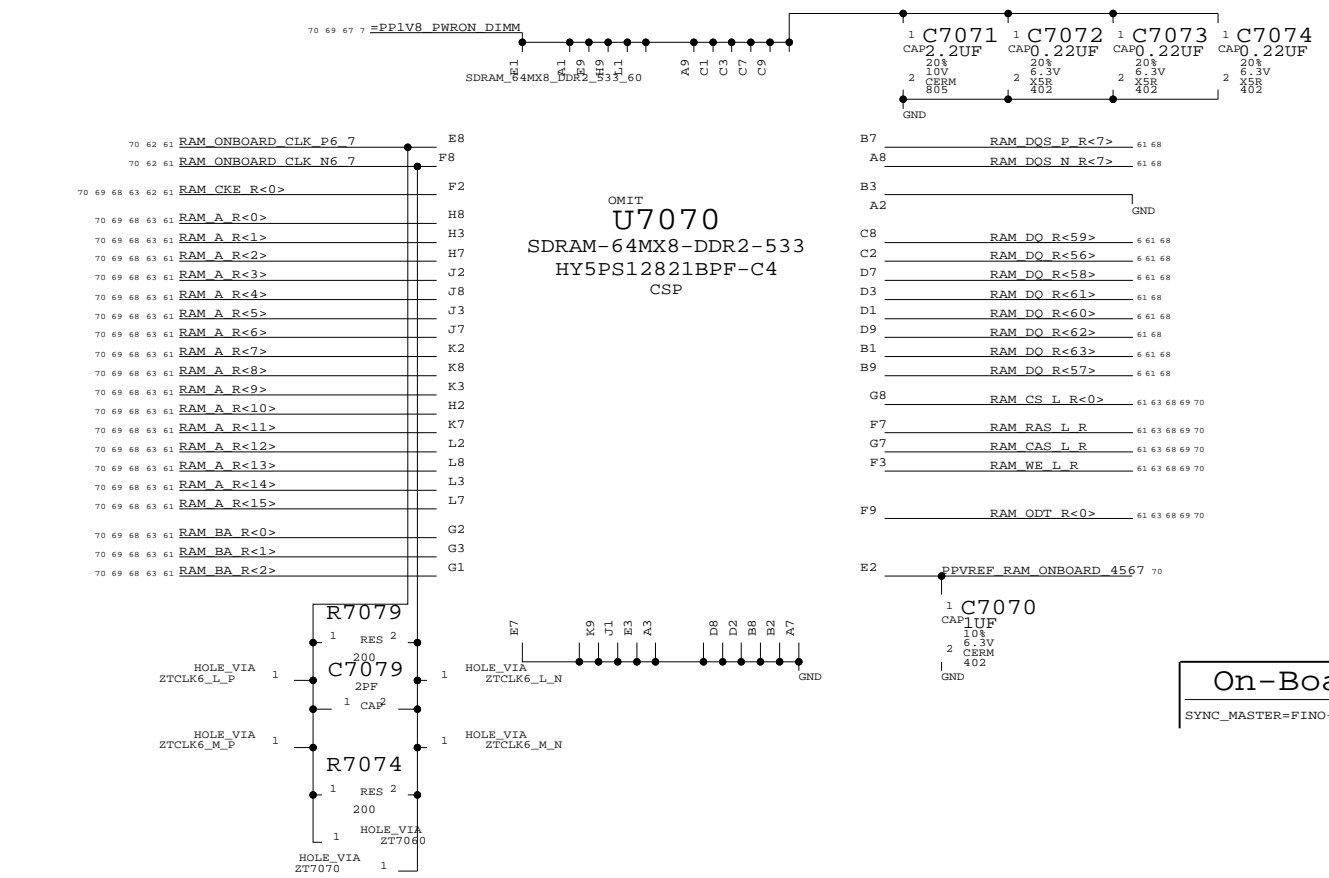 70 69 67 7 =PP1V8_PWRON_DIMM
E1 A1 E9 H9 L1 A9 C1 C3 C7 C9
SDRAM_64MX8_DDR2_533_60
1 C7071
CAP 2.2UF
20%
10V
2 CERM
805
1 C7072
CAP 0.22UF
20%
6.3V
2 X5R
402
1 C7073
CAP 0.22UF
20%
6.3V
2 X5R
402
1 C7074
CAP 0.22UF
20%
6.3V
2 X5R
402
GND
70 62 61 RAM_ONBOARD_CLK_P6_7 E8
70 62 61 RAM_ONBOARD_CLK_N6_7 F8
70 69 68 63 62 61 RAM_CKE_R<0> F2
70 69 68 63 61 RAM_A_R<0> H8
70 69 68 63 61 RAM_A_R<1> H3
70 69 68 63 61 RAM_A_R<2> H7
70 69 68 63 61 RAM_A_R<3> J2
70 69 68 63 61 RAM_A_R<4> J8
70 69 68 63 61 RAM_A_R<5> J3
70 69 68 63 61 RAM_A_R<6> J7
70 69 68 63 61 RAM_A_R<7> K2
70 69 68 63 61 RAM_A_R<8> K8
70 69 68 63 61 RAM_A_R<9> K3
70 69 68 63 61 RAM_A_R<10> H2
70 69 68 63 61 RAM_A_R<11> K7
70 69 68 63 61 RAM_A_R<12> L2
70 69 68 63 61 RAM_A_R<13> L8
70 69 68 63 61 RAM_A_R<14> L3
70 69 68 63 61 RAM_A_R<15> L7
70 69 68 63 61 RAM_BA_R<0> G2
70 69 68 63 61 RAM_BA_R<1> G3
70 69 68 63 61 RAM_BA_R<2> G1
OMIT
U7070
SDRAM-64MX8-DDR2-533
HY5PS12821BPF-C4
CSP
B7 RAM_DQS_P_R<7> 61 68
A8 RAM_DQS_N_R<7> 61 68
B3
A2 GND
C8 RAM_DQ_R<59> 6 61 68
C2 RAM_DQ_R<56> 6 61 68
D7 RAM_DQ_R<58> 6 61 68
D3 RAM_DQ_R<61> 61 68
D1 RAM_DQ_R<60> 6 61 68
D9 RAM_DQ_R<62> 61 68
B1 RAM_DQ_R<63> 6 61 68
B9 RAM_DQ_R<57> 6 61 68
G8 RAM_CS_L_R<0> 61 63 68 69 70
F7 RAM_RAS_L_R 61 63 68 69 70
G7 RAM_CAS_L_R 61 63 68 69 70
F3 RAM_WE_L_R 61 63 68 69 70
F9 RAM_ODT_R<0> 61 63 68 69 70
E2 PPVREF_RAM_ONBOARD_4567 70
1 C7070
CAP 1UF
10%
6.3V
2 CERM
402
GND
E7 K9 J1 E3 A3 D8 D2 B8 B2 A7
GND
R7079
1 RES 2
200
HOLE_VIA 1
ZTCLK6_L_P
C7079
2PF
1 CAP 2
1 HOLE_VIA
ZTCLK6_L_N
HOLE_VIA 1
ZTCLK6_M_P
1 HOLE_VIA
ZTCLK6_M_N
R7074
1 RES 2
200
1 HOLE_VIA
ZT7060
HOLE_VIA 1
ZT7070
On-Boa
SYNC_MASTER=FINO-